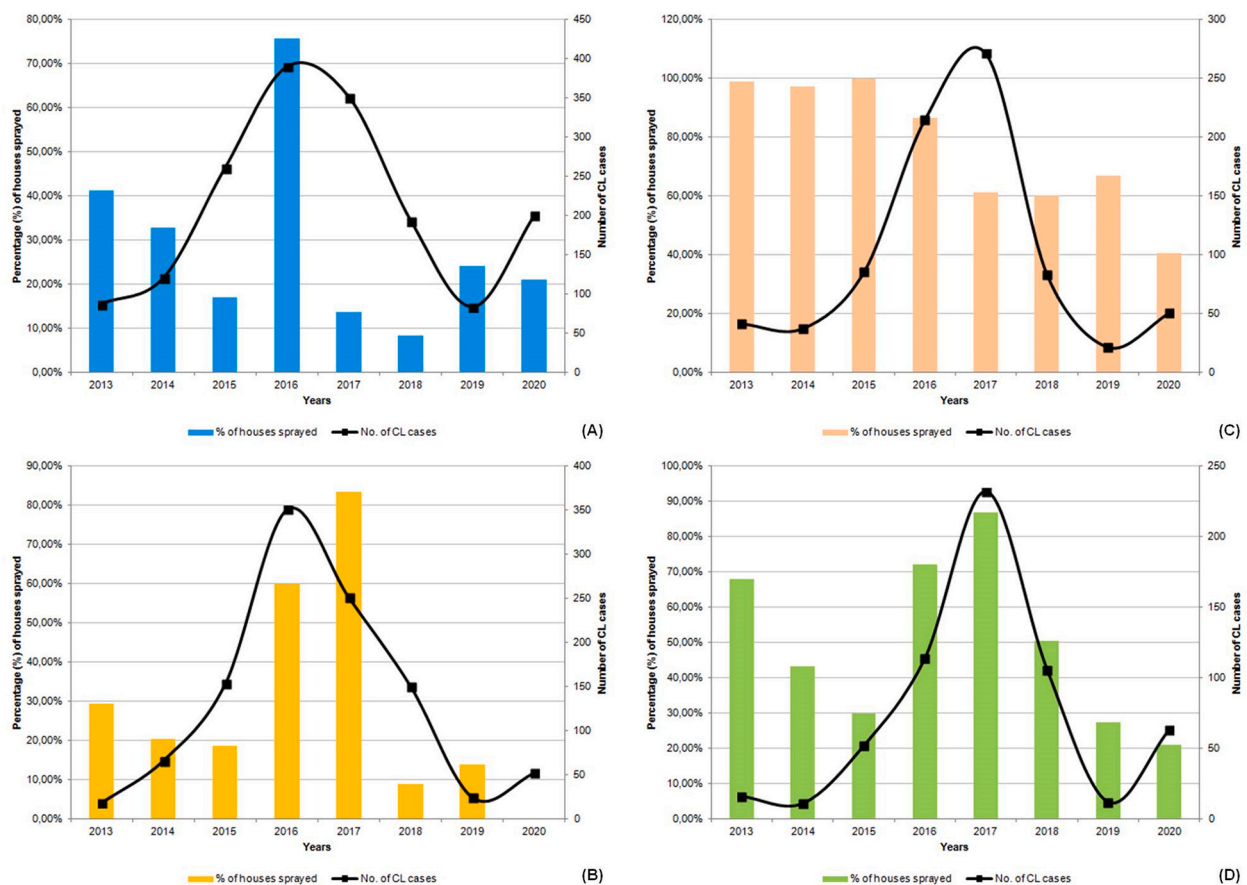 80,00%
70,00%
60,00%
50,00%
40,00%
30,00%
20,00%
10,00%
0,00%
Percentage (%) of houses sprayed
450
400
350
300
250
200
150
100
50
0
Number of CL cases
2013 2014 2015 2016 2017 2018 2019 2020
Years
% of houses sprayed No. of CL cases
(A)
120,00%
100,00%
80,00%
60,00%
40,00%
20,00%
0,00%
Percentage (%) of houses sprayed
300
250
200
150
100
50
0
Number of CL cases
2013 2014 2015 2016 2017 2018 2019 2020
Years
% of houses sprayed No. of CL cases
(C)
90,00%
80,00%
70,00%
60,00%
50,00%
40,00%
30,00%
20,00%
10,00%
0,00%
Percentage (%) of houses sprayed
400
350
300
250
200
150
100
50
0
Number of CL cases
2013 2014 2015 2016 2017 2018 2019 2020
Years
% of houses sprayed No. of CL cases
(B)
100,00%
90,00%
80,00%
70,00%
60,00%
50,00%
40,00%
30,00%
20,00%
10,00%
0,00%
Percentage (%) of houses sprayed
250
200
150
100
50
0
Number of CL cases
2013 2014 2015 2016 2017 2018 2019 2020
Years
% of houses sprayed No. of CL cases
(D)